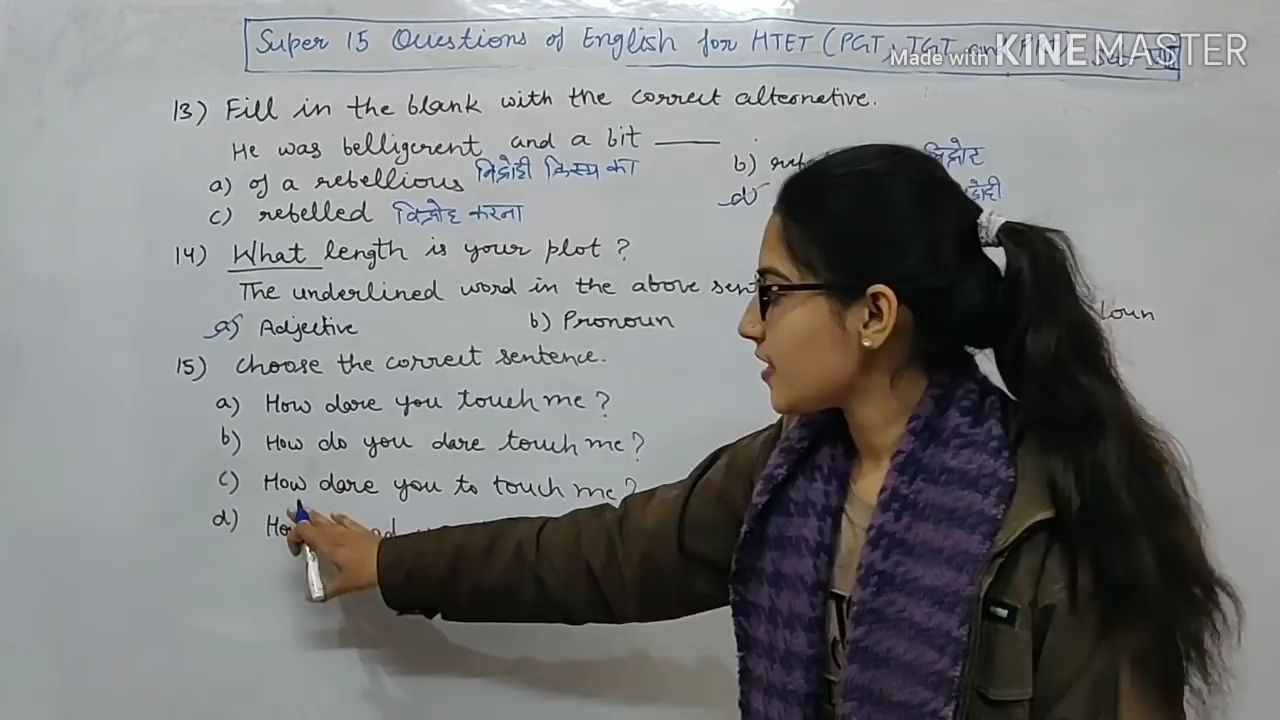 Super 15 Questions of English for HTET (PGT, TGT and
Made with KINEMASTER
13) Fill in the blank with the correct alternetive.
He was belligerent and a bit ____ .
a) of a rebellious विद्रोही किस्म का
b)
c) rebelled विद्रोह करना
d)
14) What length is your plot ?
The underlined word in the above
a) Adjective b) Pronoun
15) Choose the correct sentence.
a) How dare you touch me ?
b) How do you dare touch me ?
c) How dare you to touch me ?
d)